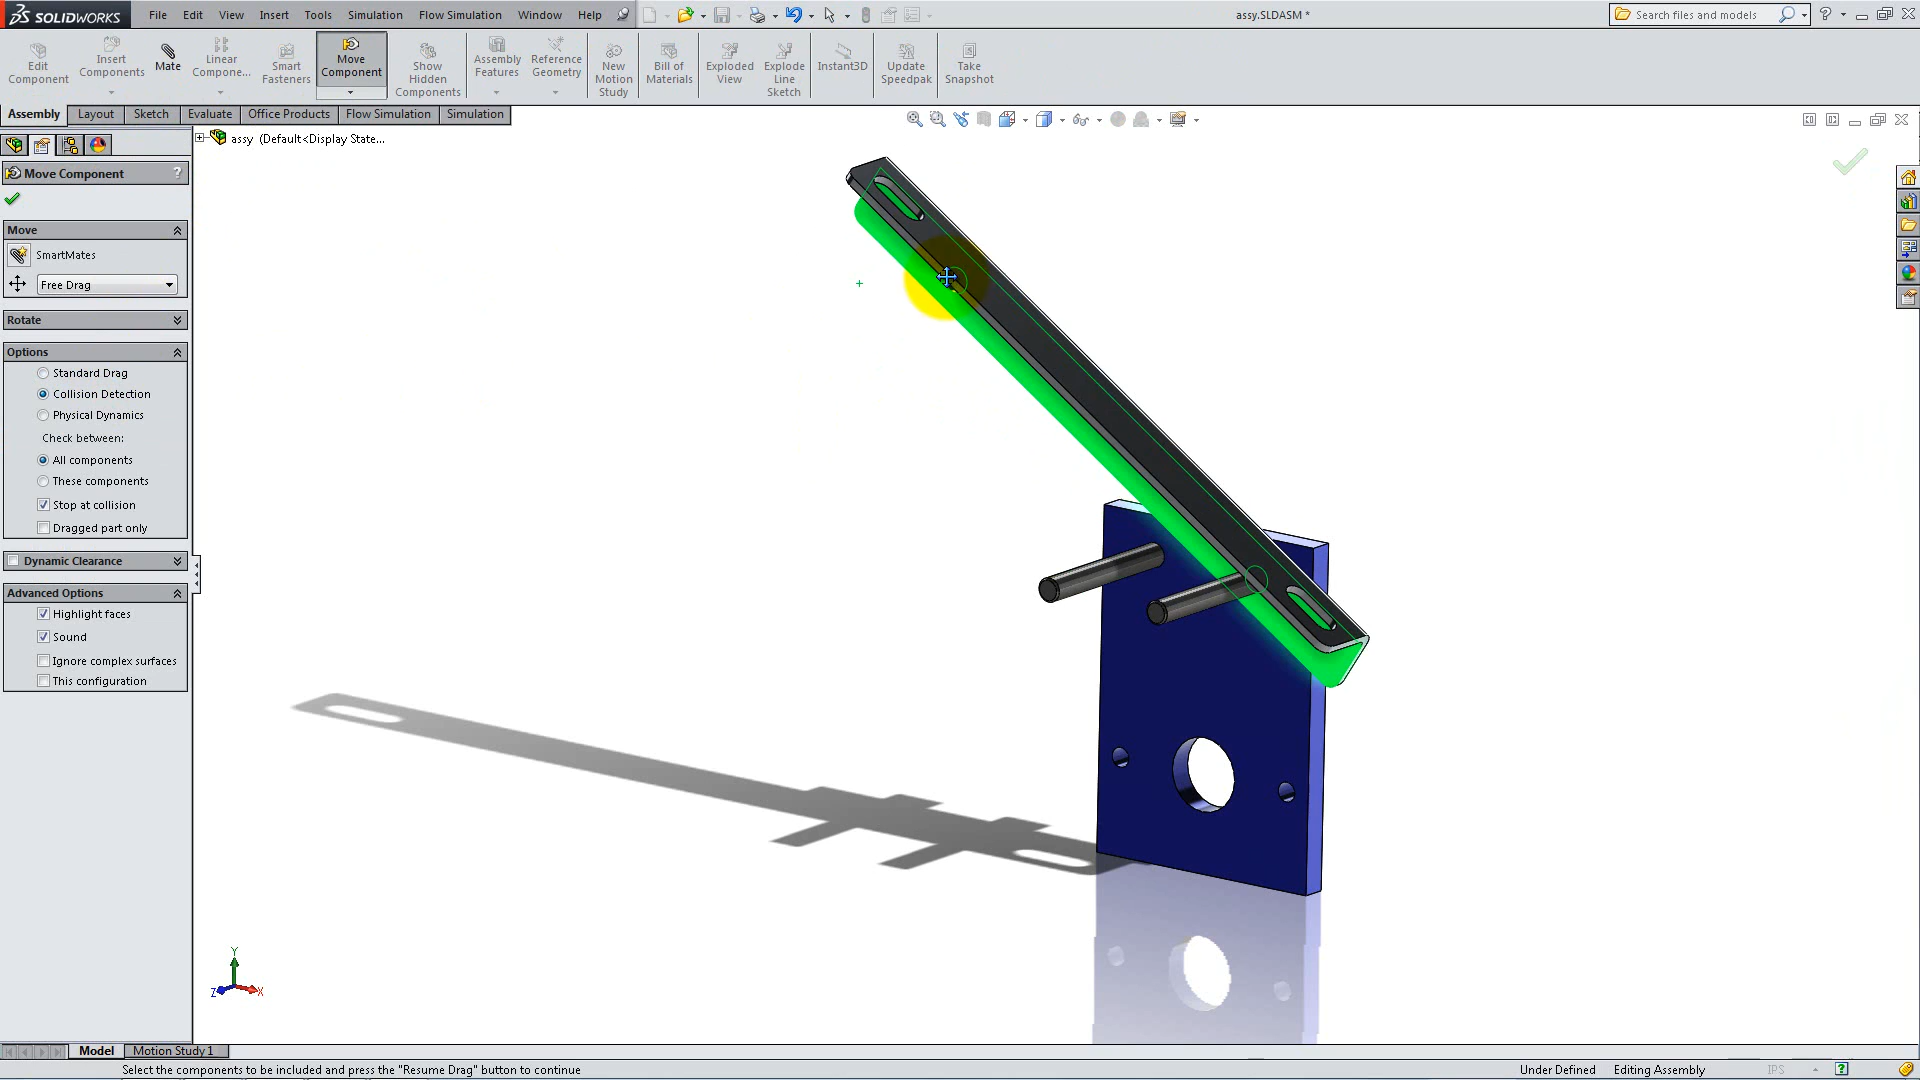 SOLIDWORKS File Edit View Insert Tools Simulation Flow Simulation Window Help assy.SLDASM * Search files and models ?
Edit Component
Insert Components
Mate
Linear Compone...
Smart Fasteners
Move Component
Show Hidden Components
Assembly Features
Reference Geometry
New Motion Study
Bill of Materials
Exploded View
Explode Line Sketch
Instant3D
Update Speedpak
Take Snapshot
Assembly Layout Sketch Evaluate Office Products Flow Simulation Simulation
assy (Default<Display State...
Move Component ?
Move
SmartMates
Free Drag
Rotate
Options
Standard Drag
Collision Detection
Physical Dynamics
Check between:
All components
These components
Stop at collision
Dragged part only
Dynamic Clearance
Advanced Options
Highlight faces
Sound
Ignore complex surfaces
This configuration
Y
Z X
Model Motion Study 1
Select the components to be included and press the "Resume Drag" button to continue Under Defined Editing Assembly IPS ?